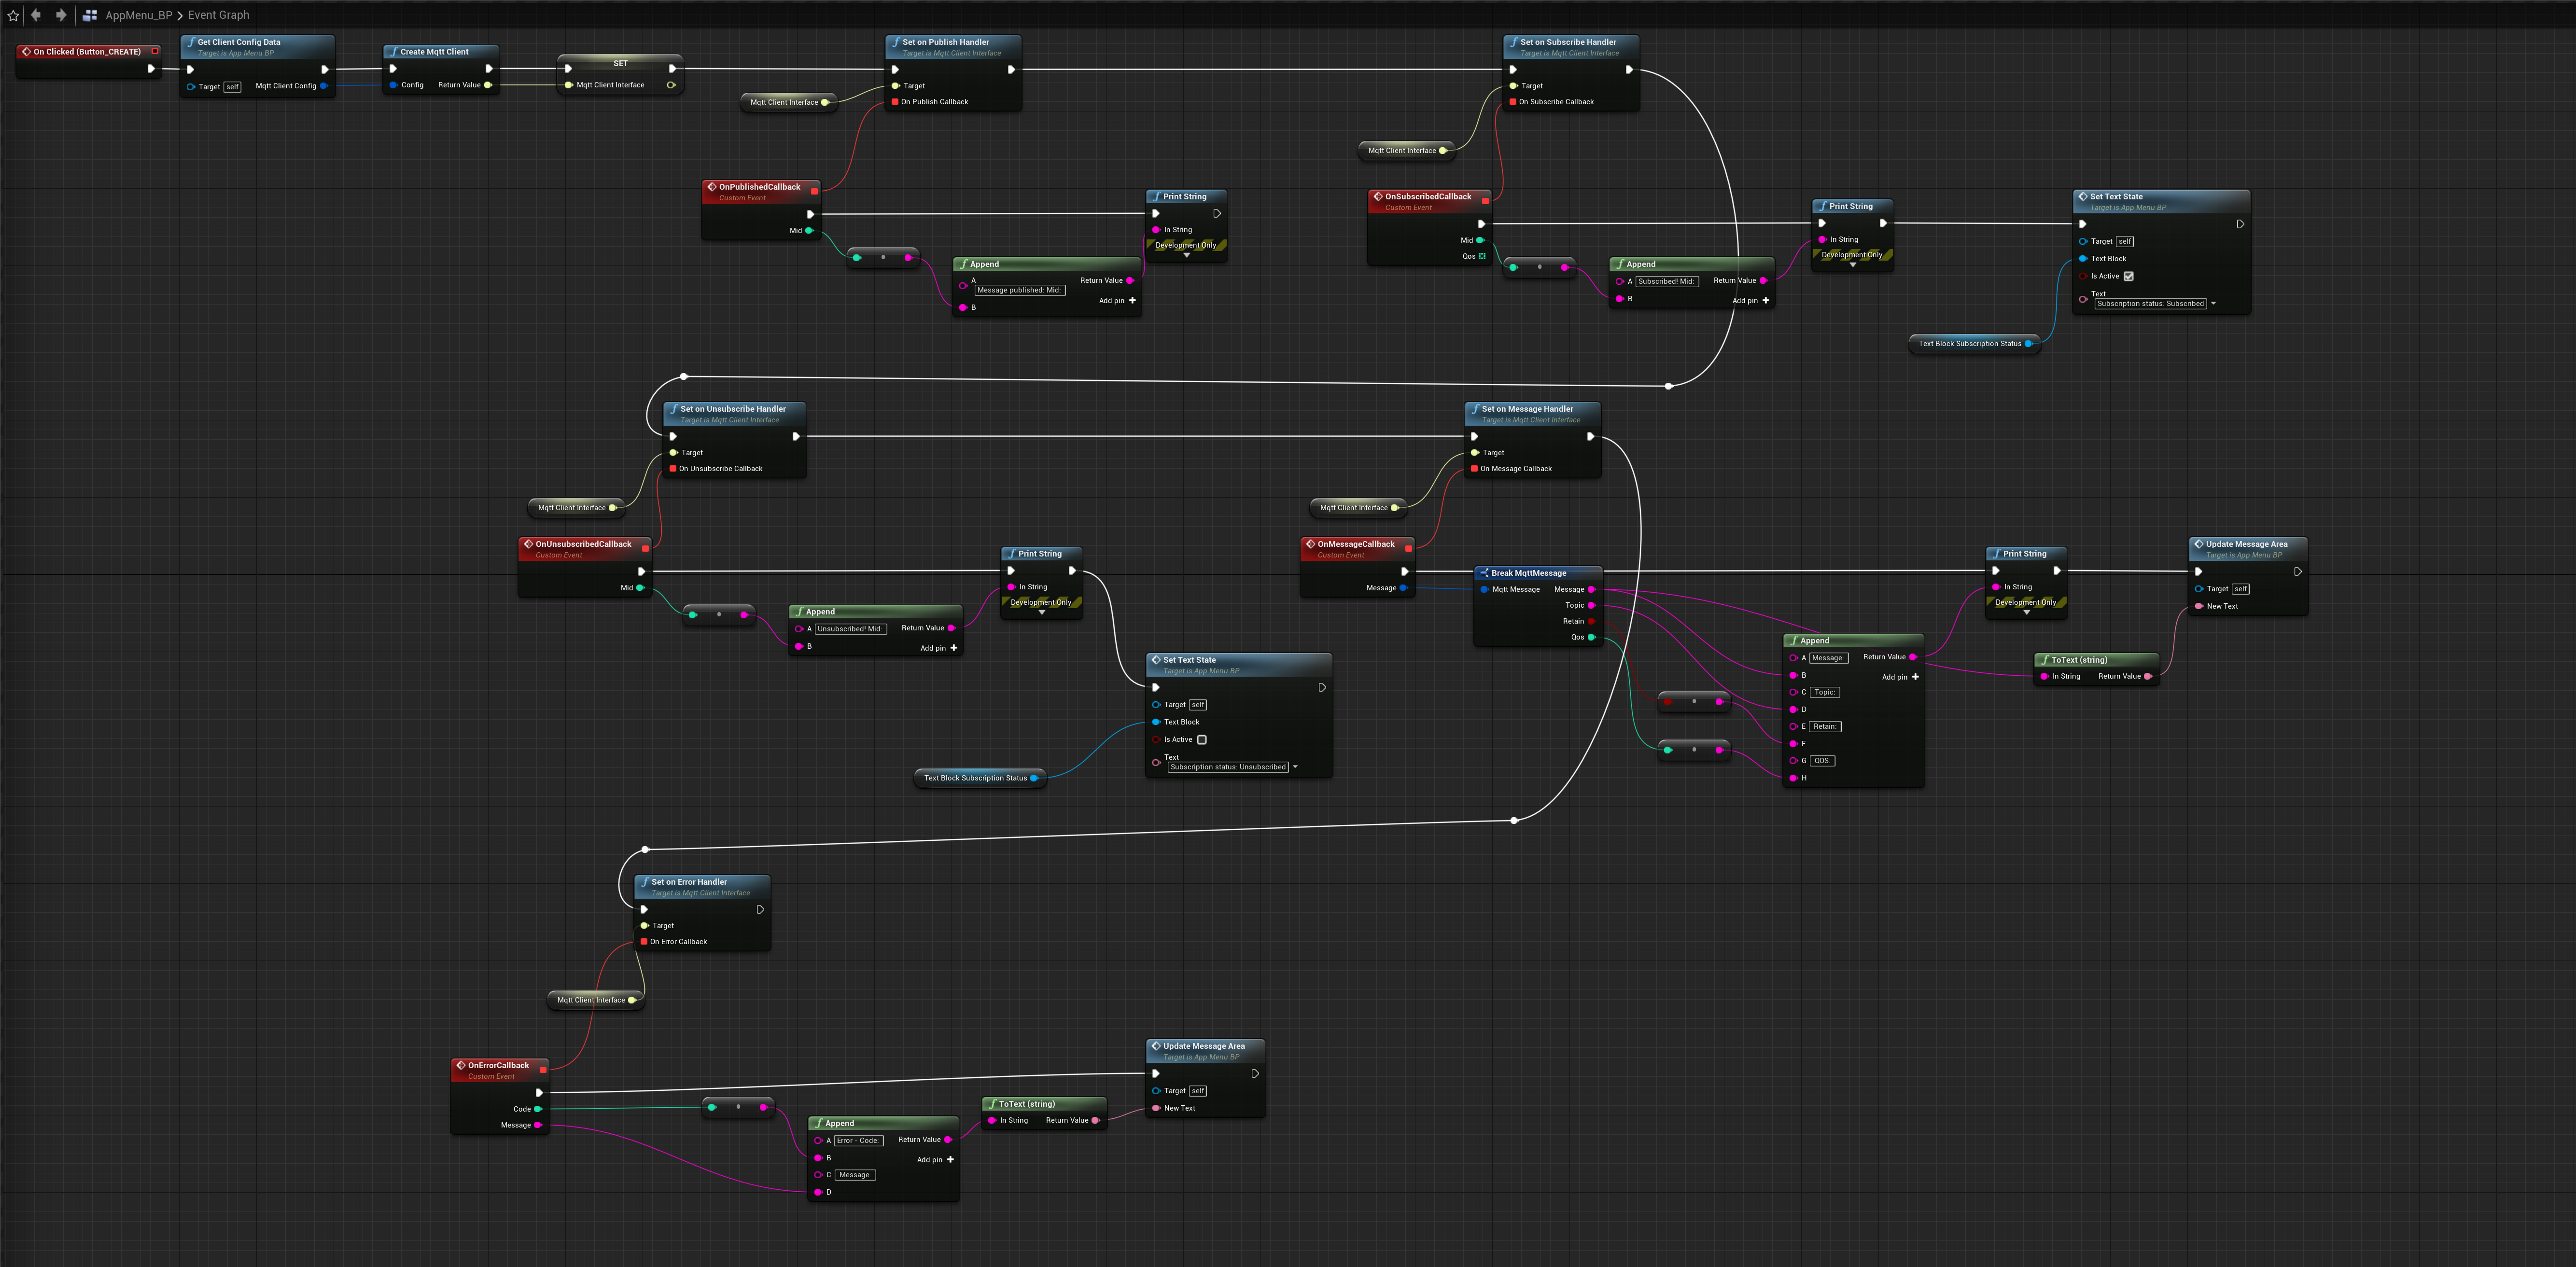 AppMenu_BP > Event Graph
On Clicked (Button_CREATE)
Get Client Config Data
Target is App Menu BP
Target self
Mqtt Client Config
Create Mqtt Client
Config
Return Value
SET
Mqtt Client Interface
Mqtt Client Interface
Set on Publish Handler
Target is Mqtt Client Interface
Target
On Publish Callback
Mqtt Client Interface
Set on Subscribe Handler
Target is Mqtt Client Interface
Target
On Subscribe Callback
OnPublishedCallback
Custom Event
Mid
Append
A
Message published: Mid:
B
Return Value
Add pin
Print String
In String
Development Only
OnSubscribedCallback
Custom Event
Mid
Qos
Append
A Subscribed! Mid:
B
Return Value
Add pin
Print String
In String
Development Only
Set Text State
Target is App Menu BP
Target self
Text Block
Is Active
Text
Subscription status: Subscribed
Text Block Subscription Status
Set on Unsubscribe Handler
Target is Mqtt Client Interface
Target
On Unsubscribe Callback
Mqtt Client Interface
Set on Message Handler
Target is Mqtt Client Interface
Target
On Message Callback
Mqtt Client Interface
OnUnsubscribedCallback
Custom Event
Mid
Append
A Unsubscribed! Mid:
B
Return Value
Add pin
Print String
In String
Development Only
Set Text State
Target is App Menu BP
Target self
Text Block
Is Active
Text
Subscription status: Unsubscribed
Text Block Subscription Status
OnMessageCallback
Custom Event
Message
Break MqttMessage
Mqtt Message
Message
Topic
Retain
Qos
Append
A Message:
B
C Topic:
D
E Retain:
F
G QOS:
H
Return Value
Add pin
Print String
In String
Development Only
ToText (string)
In String
Return Value
Update Message Area
Target is App Menu BP
Target self
New Text
Set on Error Handler
Target is Mqtt Client Interface
Target
On Error Callback
Mqtt Client Interface
OnErrorCallback
Custom Event
Code
Message
Append
A Error - Code:
B
C Message:
D
Return Value
Add pin
ToText (string)
In String
Return Value
Update Message Area
Target is App Menu BP
Target self
New Text